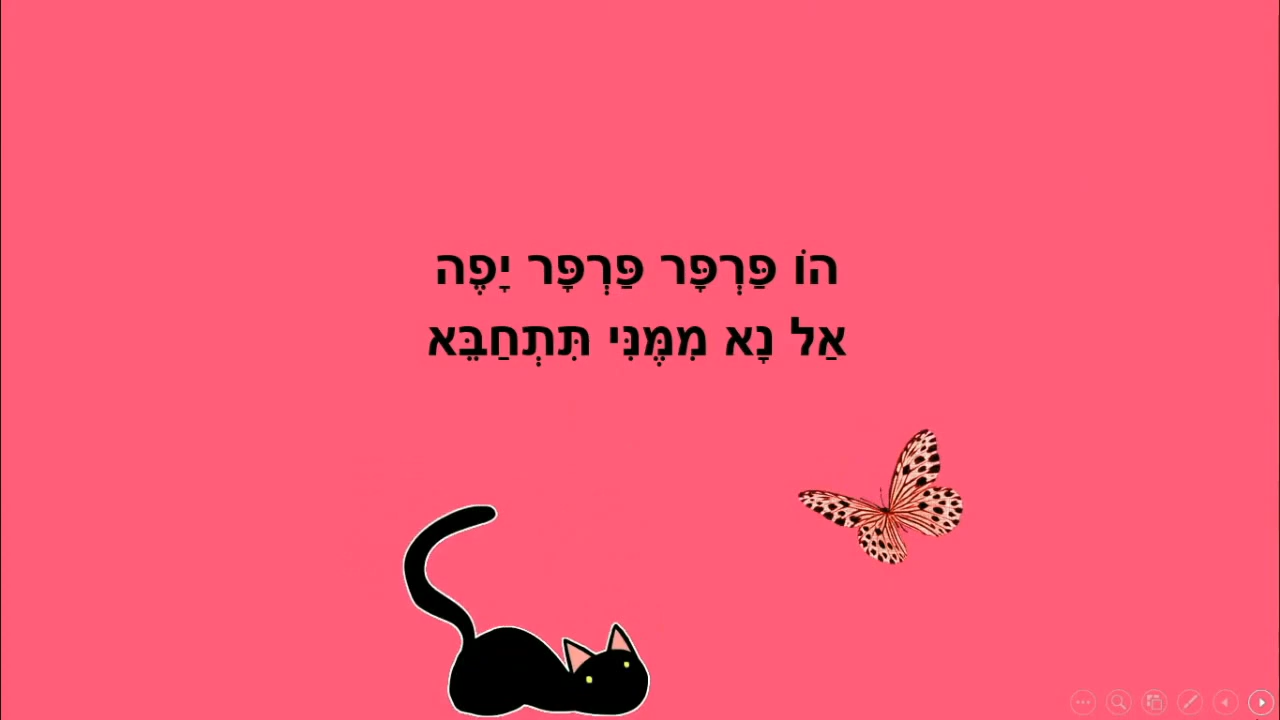 הוֹ פַּרְפָּר פַּרְפָּר יָפֶה
אַל נָא מִמֶּנִּי תִּתְחַבֵּא